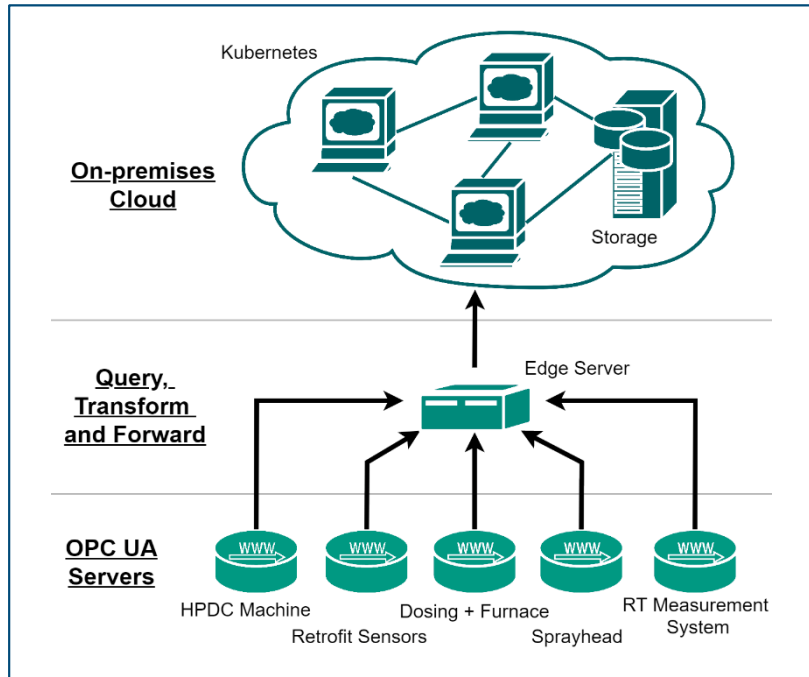 Kubernetes
On-premises
Cloud
Storage
Query,
Transform
and Forward
Edge Server
OPC UA
Servers
WWW
WWW
WWW
WWW
WWW
HPDC Machine
Retrofit Sensors
Dosing + Furnace
Sprayhead
RT Measurement
System